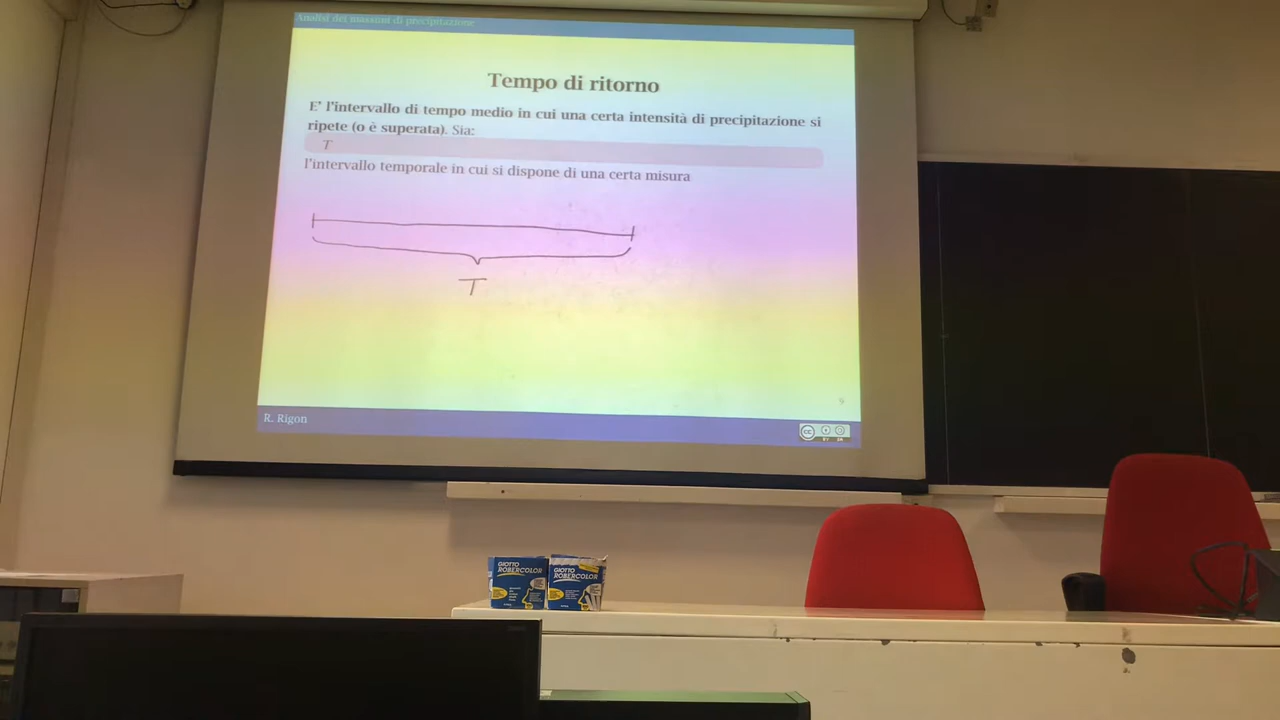 Analisi dei massimi di precipitazione
Tempo di ritorno
E' l'intervallo di tempo medio in cui una certa intensità di precipitazione si
ripete (o è superata). Sia:
T
l'intervallo temporale in cui si dispone di una certa misura
T
9
R. Rigon
cc
GIOTTO
ROBERCOLOR
GIOTTO
ROBERCOLOR